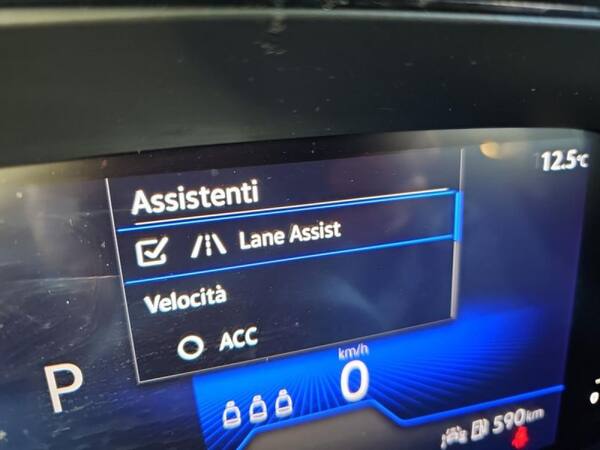 12.5°C
Assistenti
Lane Assist
Velocità
ACC
P
km/h
0
590km